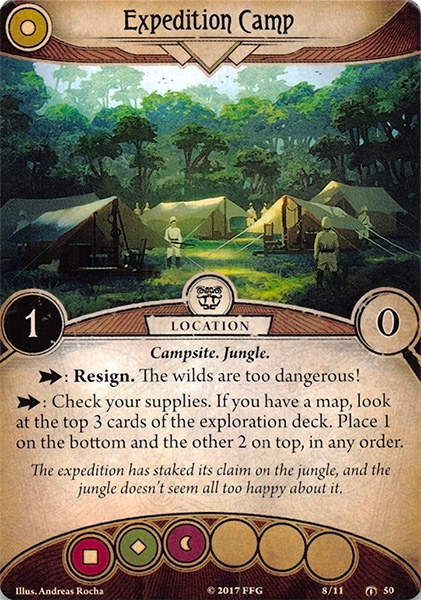 Expedition Camp
1
0
LOCATION
Campsite. Jungle.
: Resign. The wilds are too dangerous!
: Check your supplies. If you have a map, look
at the top 3 cards of the exploration deck. Place 1
on the bottom and the other 2 on top, in any order.
The expedition has staked its claim on the jungle, and the
jungle doesn't seem all too happy about it.
Illus. Andreas Rocha
© 2017 FFG
8/11
50